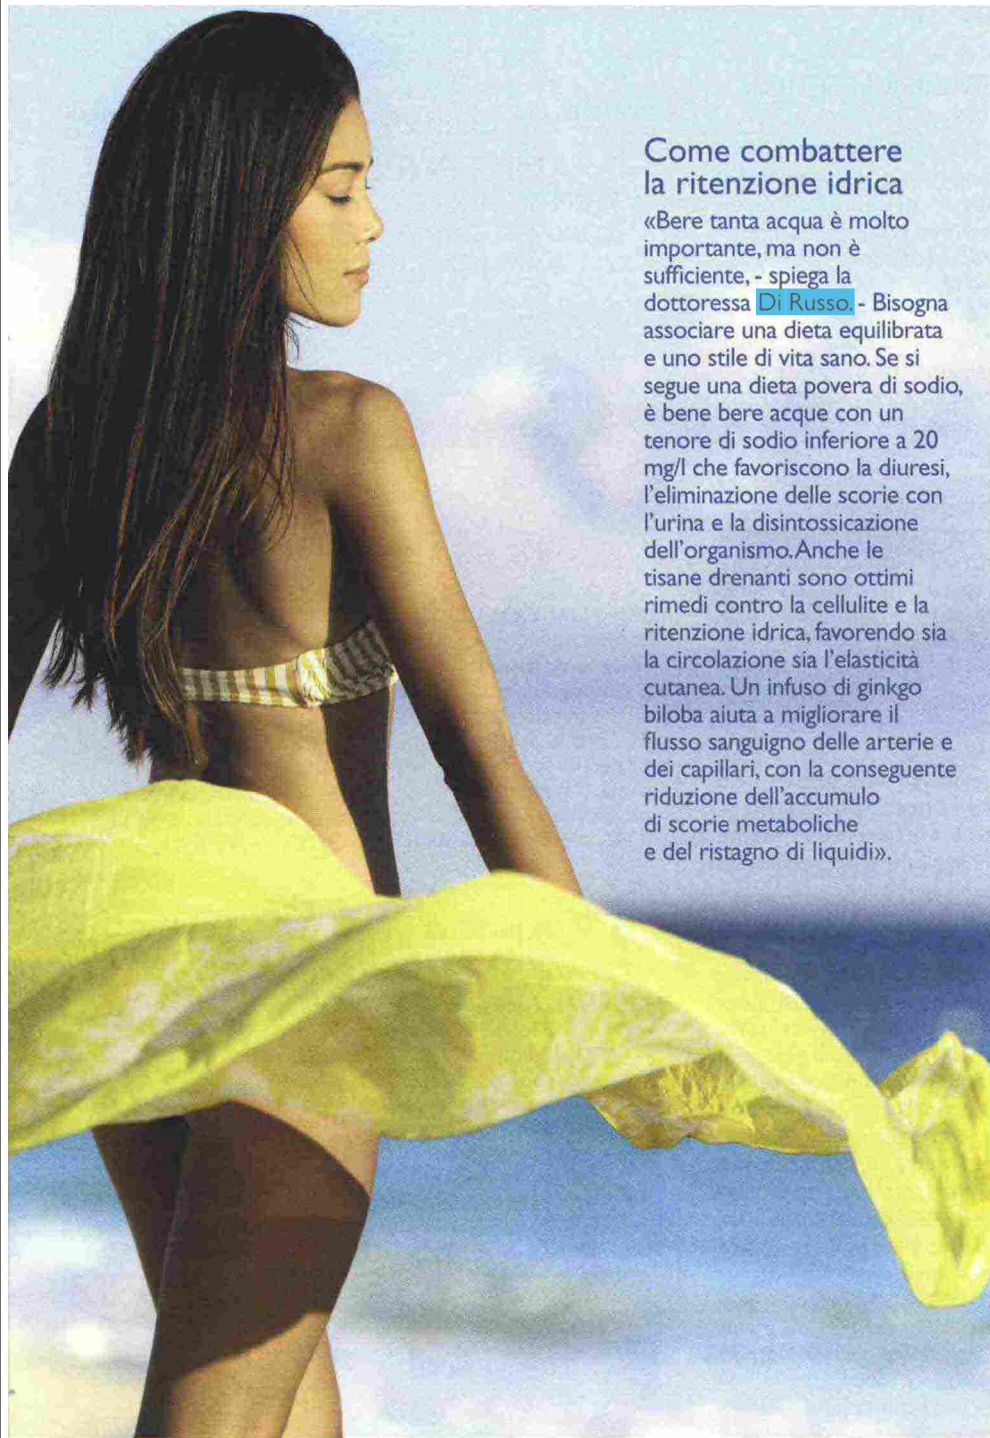 Come combattere
la ritenzione idrica
«Bere tanta acqua è molto
importante, ma non è
sufficiente, - spiega la
dottoressa Di Russo. - Bisogna
associare una dieta equilibrata
e uno stile di vita sano. Se si
segue una dieta povera di sodio,
è bene bere acque con un
tenore di sodio inferiore a 20
mg/l che favoriscono la diuresi,
l'eliminazione delle scorie con
l'urina e la disintossicazione
dell'organismo. Anche le
tisane drenanti sono ottimi
rimedi contro la cellulite e la
ritenzione idrica, favorendo sia
la circolazione sia l'elasticità
cutanea. Un infuso di ginkgo
biloba aiuta a migliorare il
flusso sanguigno delle arterie e
dei capillari, con la conseguente
riduzione dell'accumulo
di scorie metaboliche
e del ristagno di liquidi».